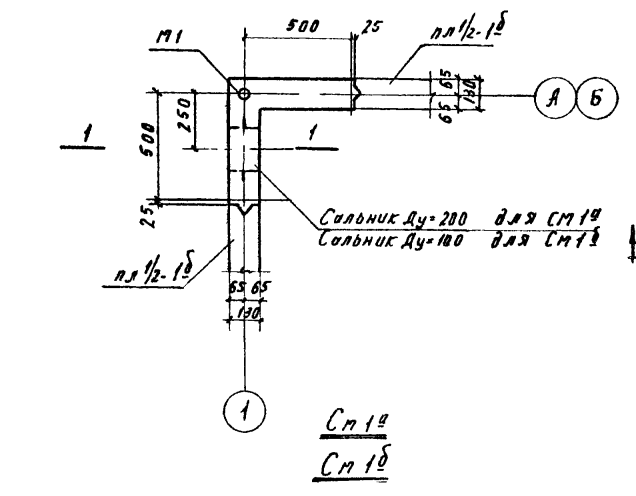 М1
500
25
пл 1/2-1б
65
65
130
А
Б
1
1
500
250
25
Сальник Ду=200 для СМ 1а
Сальник Ду=100 для СМ 1б
пл 1/2-1б
65 65
130
1
См 1а
См 1б